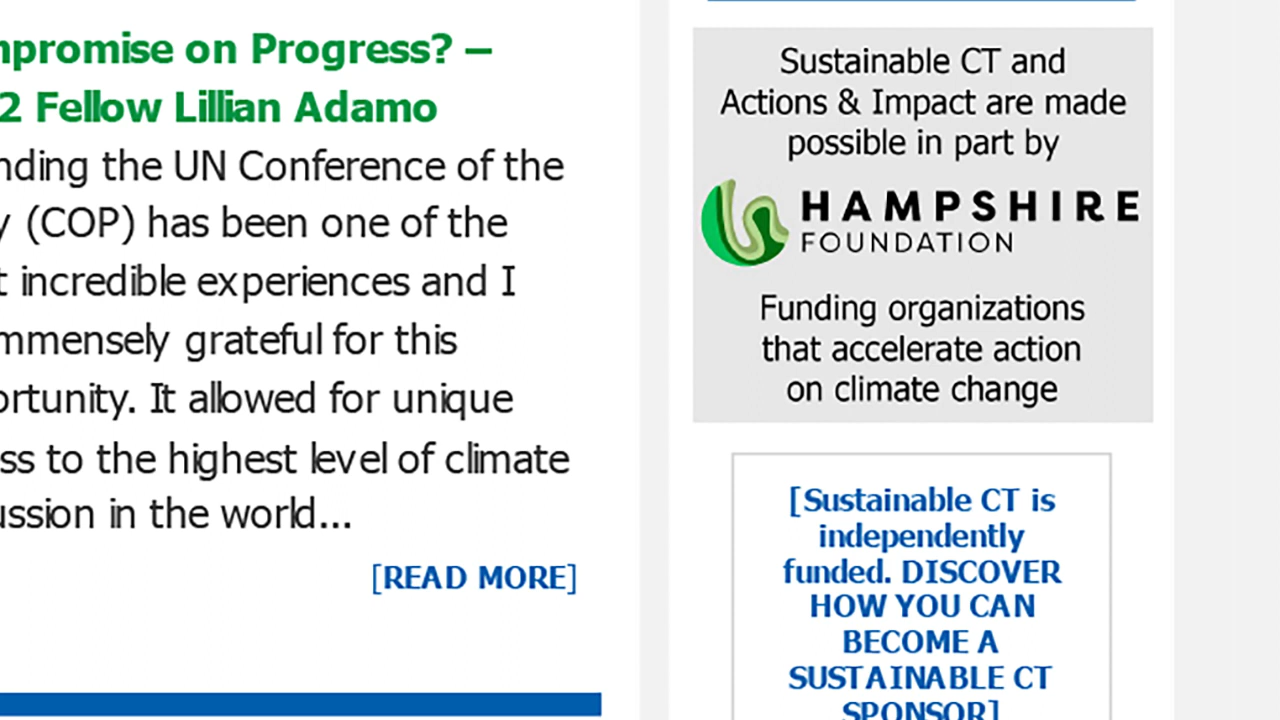 mpromise on Progress? –
2 Fellow Lillian Adamo
nding the UN Conference of the
y (COP) has been one of the
t incredible experiences and I
mmensely grateful for this
ortunity. It allowed for unique
ss to the highest level of climate
ussion in the world...
[READ MORE]
Sustainable CT and
Actions & Impact are made
possible in part by
HAMPSHIRE
FOUNDATION
Funding organizations
that accelerate action
on climate change
[Sustainable CT is
independently
funded. DISCOVER
HOW YOU CAN
BECOME A
SUSTAINABLE CT
SPONSOR]